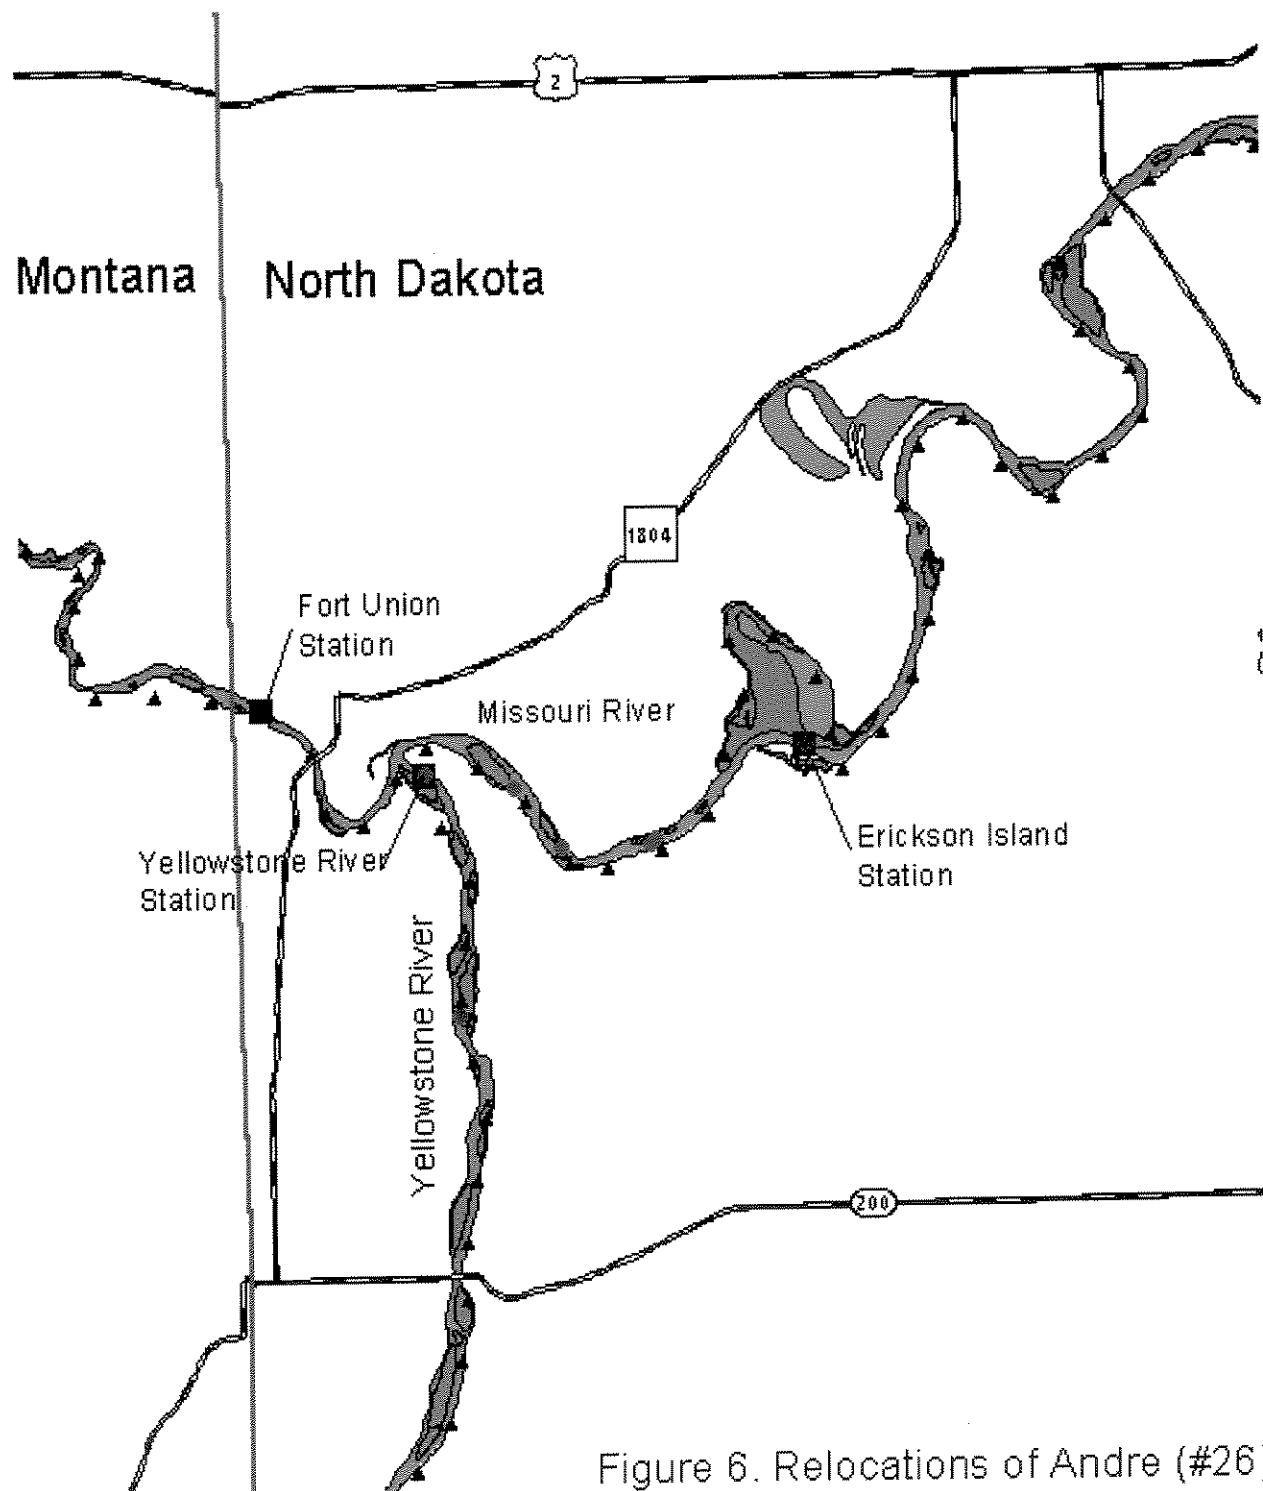 2
Montana
North Dakota
1804
Fort Union
Station
Missouri River
Yellowstone River
Station
Erickson Island
Station
Yellowstone River
200
Figure 6. Relocations of Andre (#26)